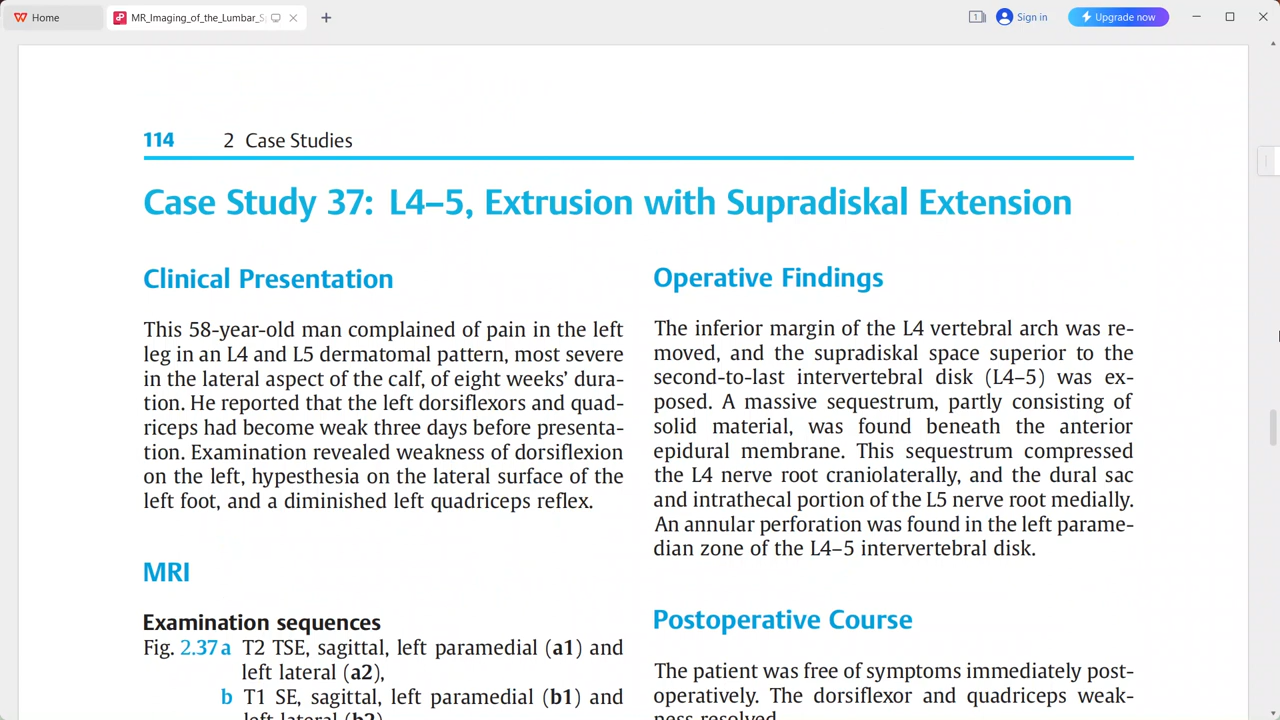 Home
MR_Imaging_of_the_Lumbar_S
1
Sign in
Upgrade now
114 2 Case Studies
Case Study 37: L4–5, Extrusion with Supradiskal Extension
Clinical Presentation
This 58-year-old man complained of pain in the left
leg in an L4 and L5 dermatomal pattern, most severe
in the lateral aspect of the calf, of eight weeks’ dura-
tion. He reported that the left dorsiflexors and quad-
riceps had become weak three days before presenta-
tion. Examination revealed weakness of dorsiflexion
on the left, hypesthesia on the lateral surface of the
left foot, and a diminished left quadriceps reflex.
MRI
Examination sequences
Fig. 2.37 a T2 TSE, sagittal, left paramedial (a1) and
left lateral (a2),
b T1 SE, sagittal, left paramedial (b1) and
left lateral (b2)
Operative Findings
The inferior margin of the L4 vertebral arch was re-
moved, and the supradiskal space superior to the
second-to-last intervertebral disk (L4–5) was ex-
posed. A massive sequestrum, partly consisting of
solid material, was found beneath the anterior
epidural membrane. This sequestrum compressed
the L4 nerve root craniolaterally, and the dural sac
and intrathecal portion of the L5 nerve root medially.
An annular perforation was found in the left parame-
dian zone of the L4–5 intervertebral disk.
Postoperative Course
The patient was free of symptoms immediately post-
operatively. The dorsiflexor and quadriceps weak-
ness resolved.